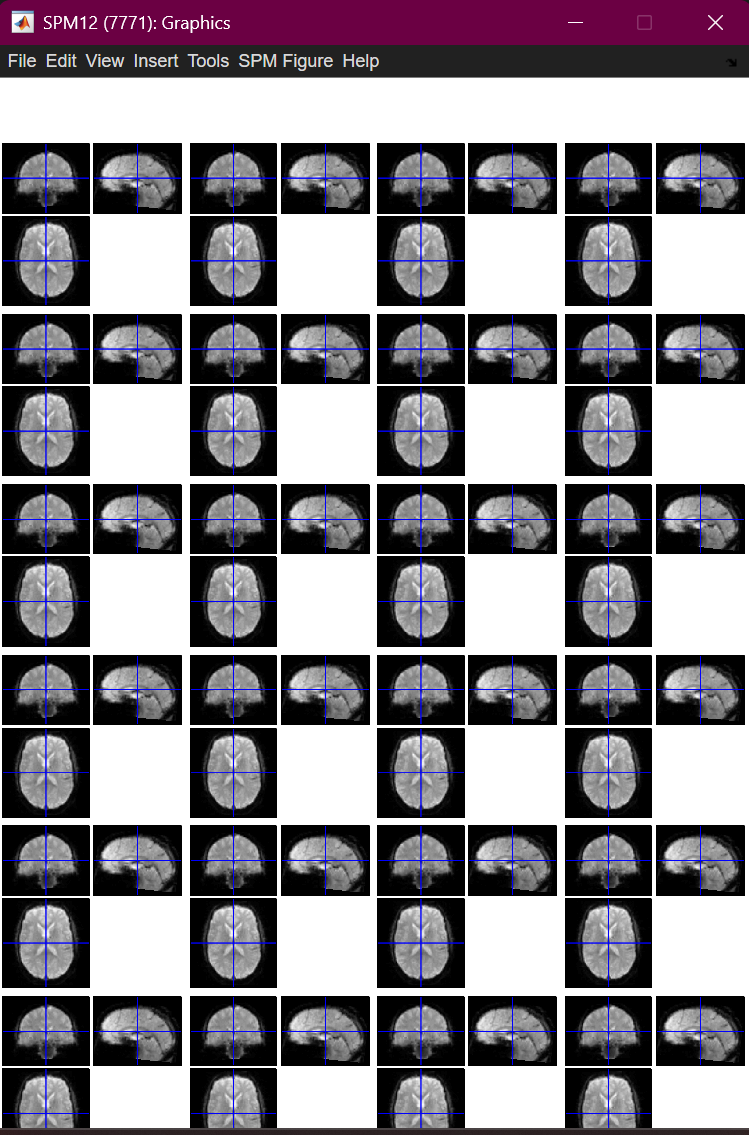 SPM12 (7771): Graphics
File Edit View Insert Tools SPM Figure Help